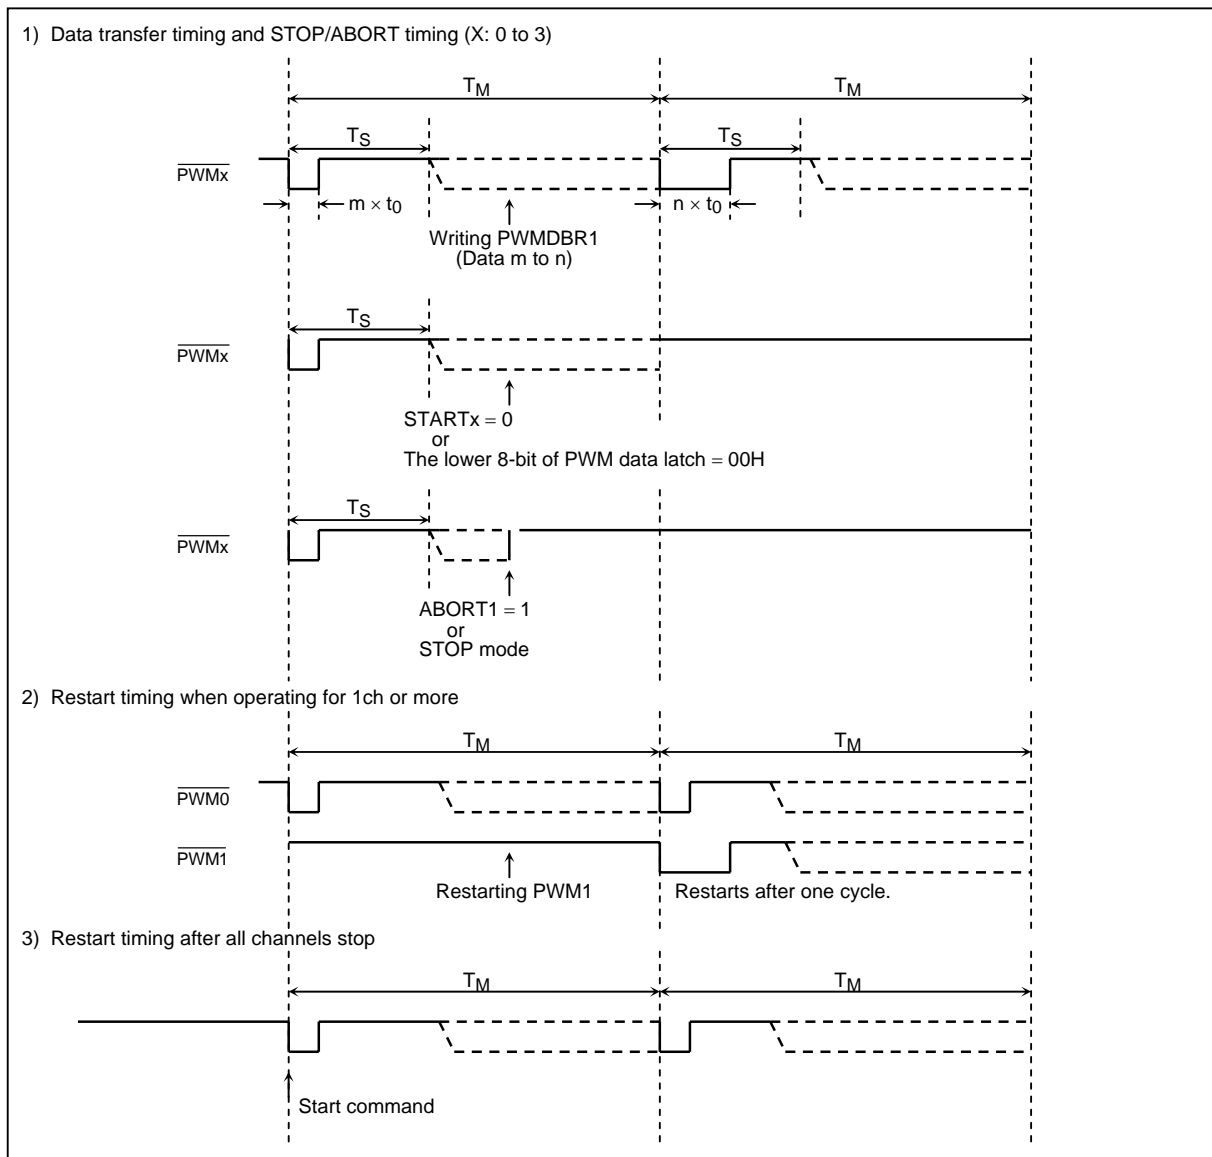 1) Data transfer timing and STOP/ABORT timing (X: 0 to 3)
TM TM
TS TS
PWMx
m × t0 n × t0
Writing PWMDBR1
(Data m to n)
TS
PWMx
STARTx = 0
or
The lower 8-bit of PWM data latch = 00H
TS
PWMx
ABORT1 = 1
or
STOP mode
2) Restart timing when operating for 1ch or more
TM TM
PWM0
PWM1
Restarting PWM1 Restarts after one cycle.
3) Restart timing after all channels stop
TM TM
Start command